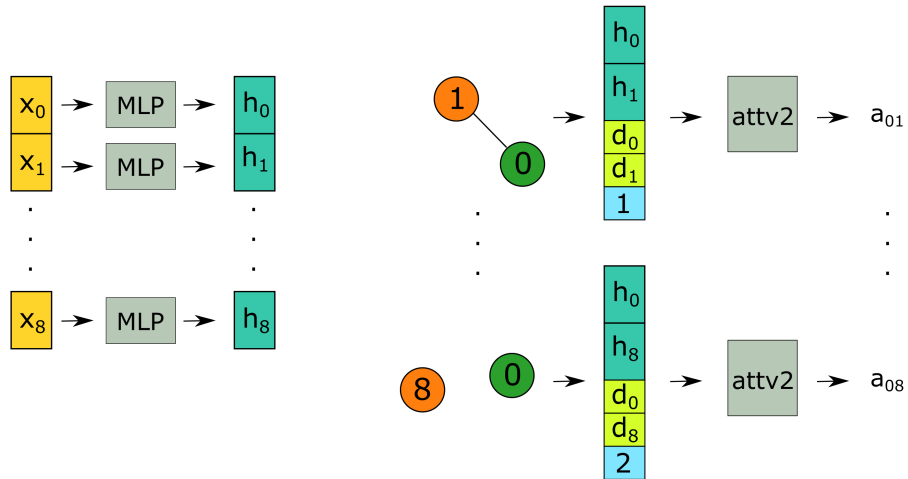 x₀ MLP h₀
x₁ MLP h₁
x₈ MLP h₈
1
0
h₀
h₁
d₀
d₁
1
attv2
a₀₁
8
0
h₀
h₈
d₀
d₈
2
attv2
a₀₈